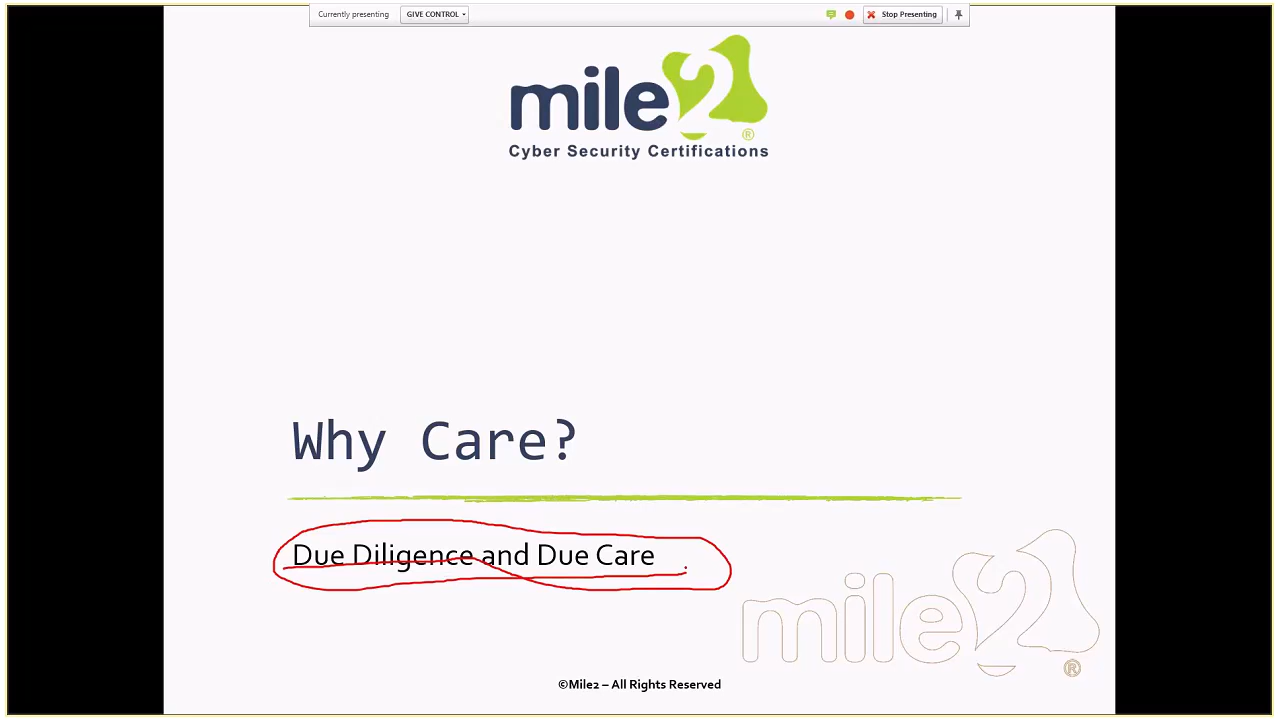 Currently presenting GIVE CONTROL Stop Presenting
mile2®
Cyber Security Certifications
Why Care?
Due Diligence and Due Care
mile2®
©Mile2 – All Rights Reserved